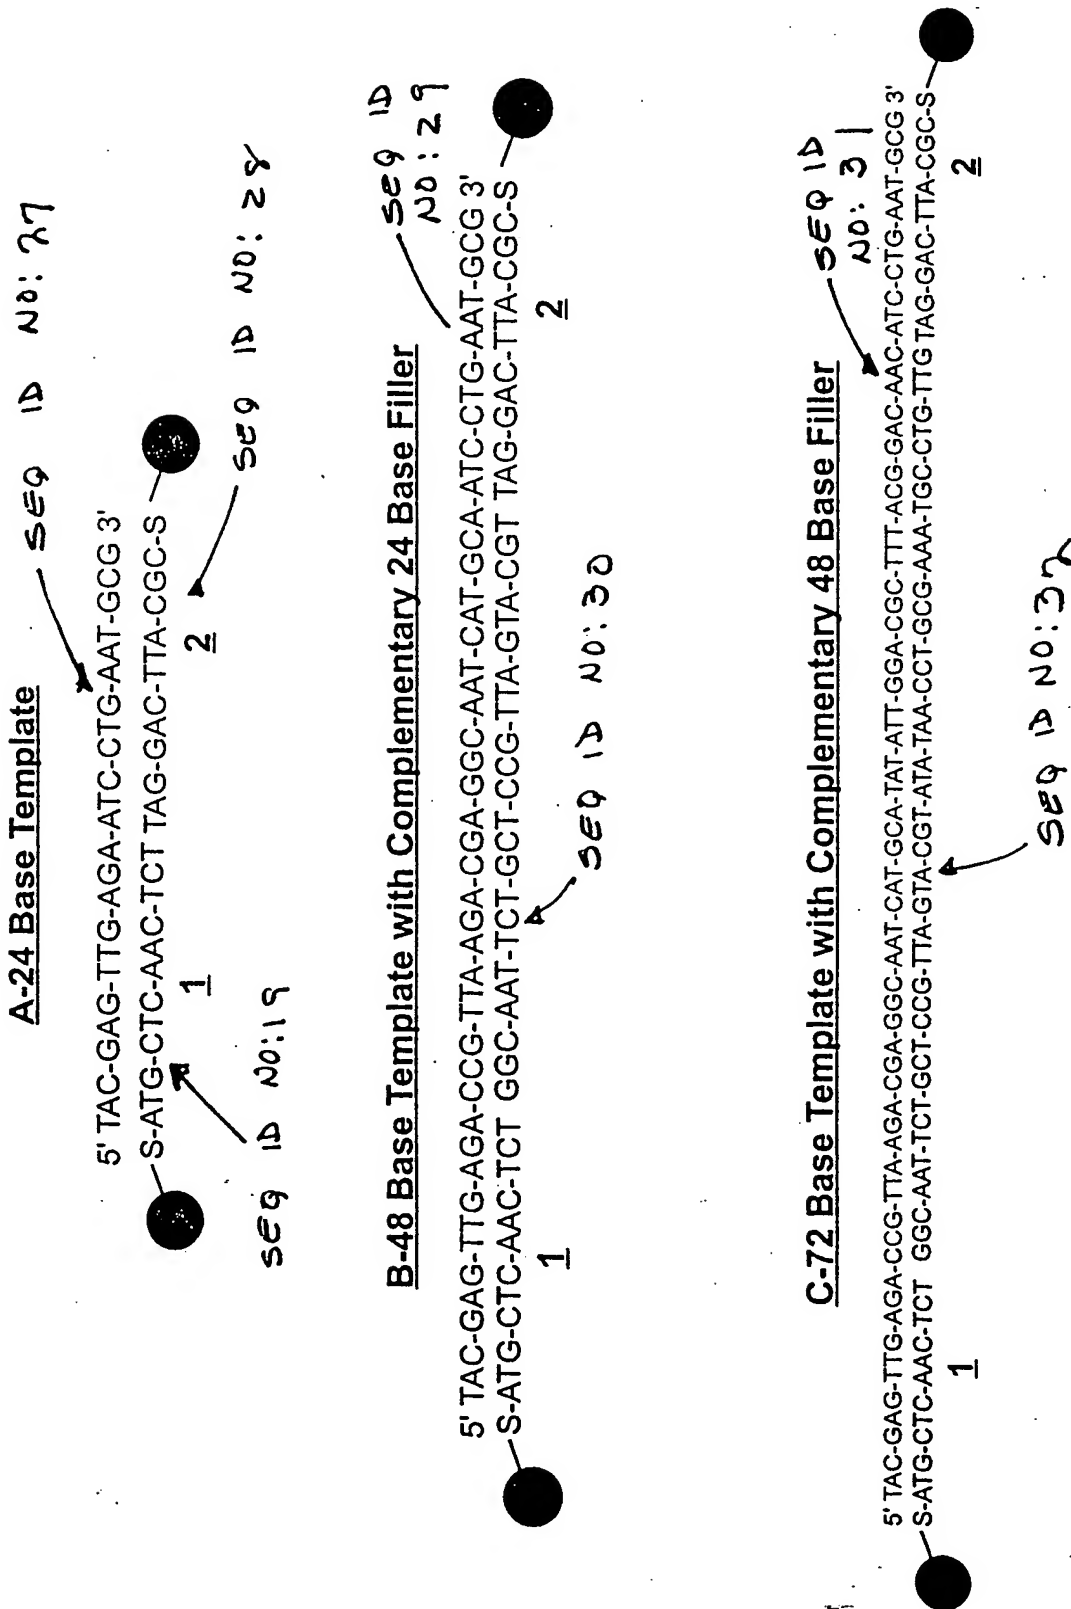 A-24 Base Template
SEQ ID NO: 27
5' TAC-GAG-TTG-AGA-ATC-CTG-AAT-GCG 3'
S-ATG-CTC-AAC-TCT TAG-GAC-TTA-CGC-S
1
2
SEQ ID NO:19
SEQ ID NO: 28
B-48 Base Template with Complementary 24 Base Filler
SEQ ID
NO: 29
5' TAC-GAG-TTG-AGA-CCG-TTA-AGA-CGA-GGC-AAT-CAT-GCA-ATC-CTG-AAT-GCG 3'
S-ATG-CTC-AAC-TCT GGC-AAT-TCT-GCT-CCG-TTA-GTA-CGT TAG-GAC-TTA-CGC-S
1
2
SEQ ID NO:30
C-72 Base Template with Complementary 48 Base Filler
SEQ ID
NO: 31
5' TAC-GAG-TTG-AGA-CCG-TTA-AGA-CGA-GGC-AAT-CAT-GCA-TAT-ATT-GGA-CGC-TTT-ACG-GAC-AAC-ATC-CTG-AAT-GCG 3'
S-ATG-CTC-AAC-TCT GGC-AAT-TCT-GCT-CCG-TTA-GTA-CGT-ATA-TAA-CCT-GCG-AAA-TGC-CTG-TTG TAG-GAC-TTA-CGC-S
1
2
SEQ ID NO:32